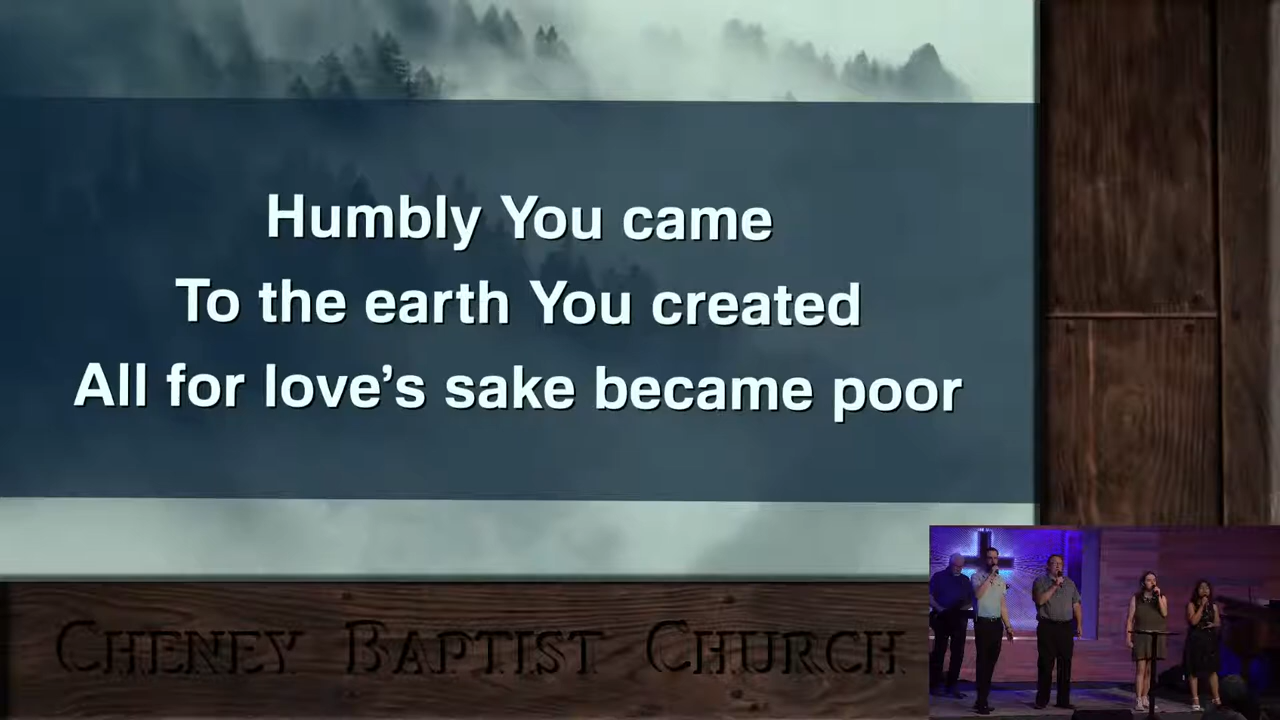 Humbly You came
To the earth You created
All for love’s sake became poor
CHENEY BAPTIST CHURCH